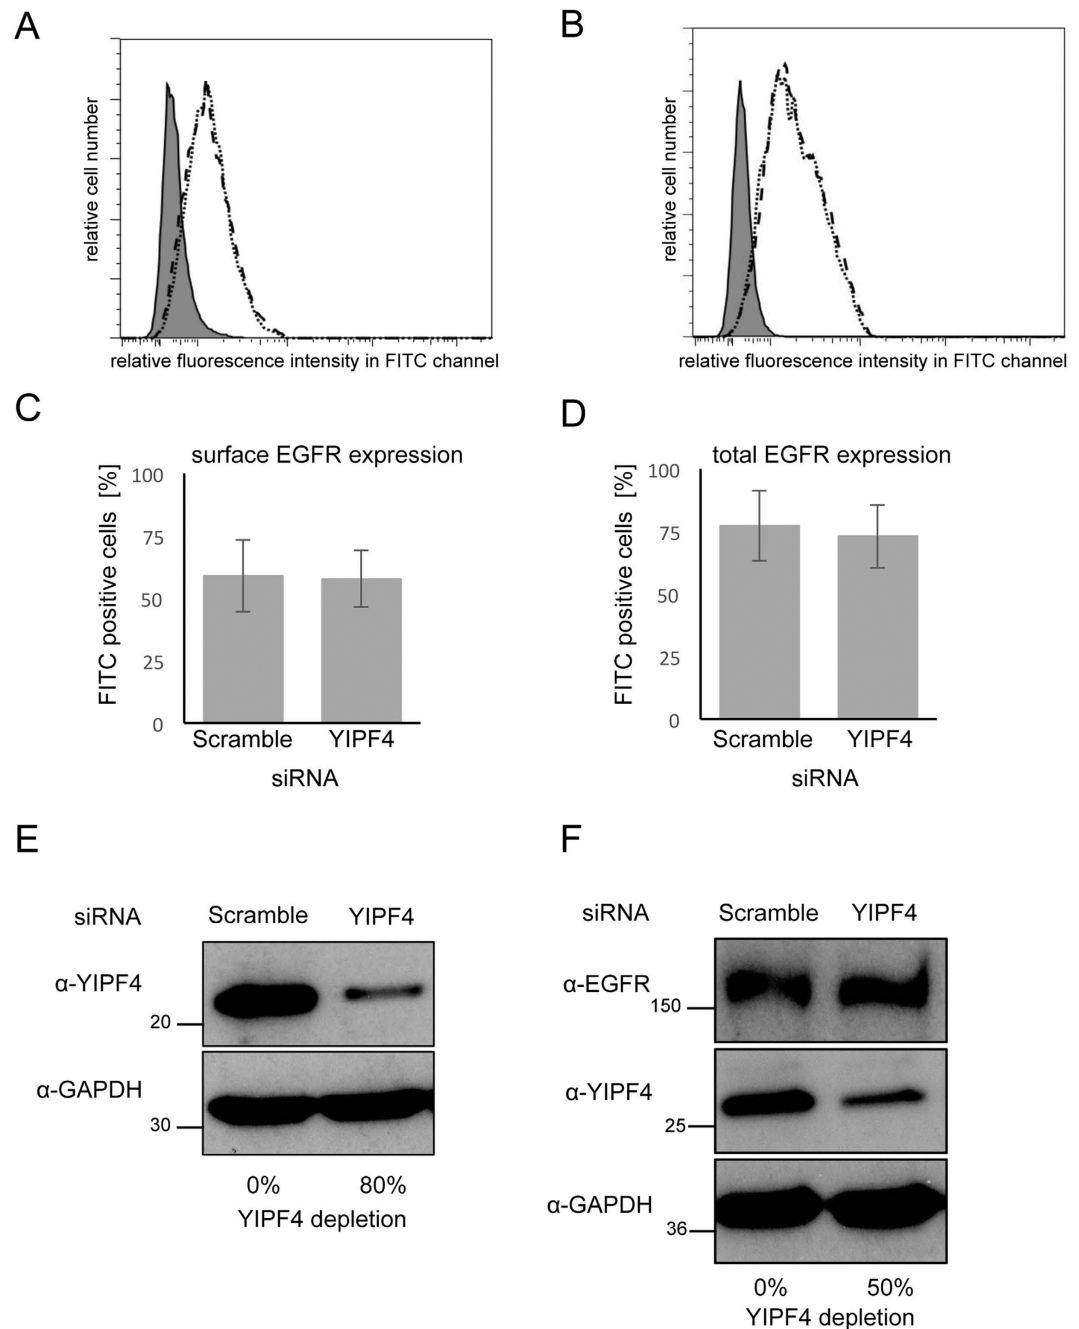 A
relative cell number
relative fluorescence intensity in FITC channel
B
relative cell number
relative fluorescence intensity in FITC channel
C
surface EGFR expression
FITC positive cells [%]
100
75
50
25
0
Scramble YIPF4
siRNA
D
total EGFR expression
FITC positive cells [%]
100
75
50
25
0
Scramble YIPF4
siRNA
E
siRNA Scramble YIPF4
α-YIPF4
20
α-GAPDH
30
0% 80%
YIPF4 depletion
F
siRNA Scramble YIPF4
α-EGFR
150
α-YIPF4
25
α-GAPDH
36
0% 50%
YIPF4 depletion